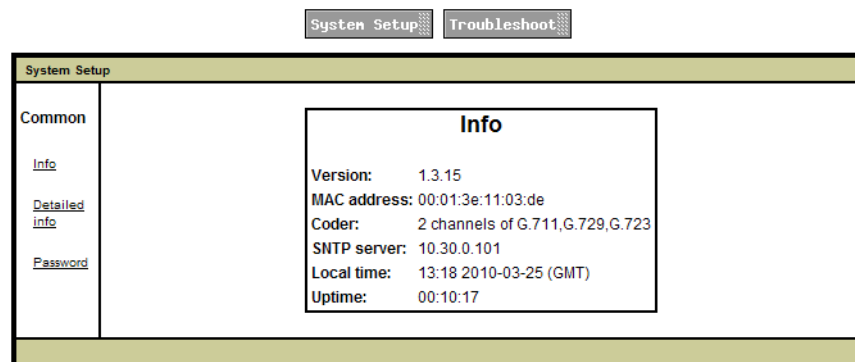 System Setup Troubleshoot
System Setup
Common
Info
Detailed
info
Password
Info
Version: 1.3.15
MAC address: 00:01:3e:11:03:de
Coder: 2 channels of G.711,G.729,G.723
SNTP server: 10.30.0.101
Local time: 13:18 2010-03-25 (GMT)
Uptime: 00:10:17